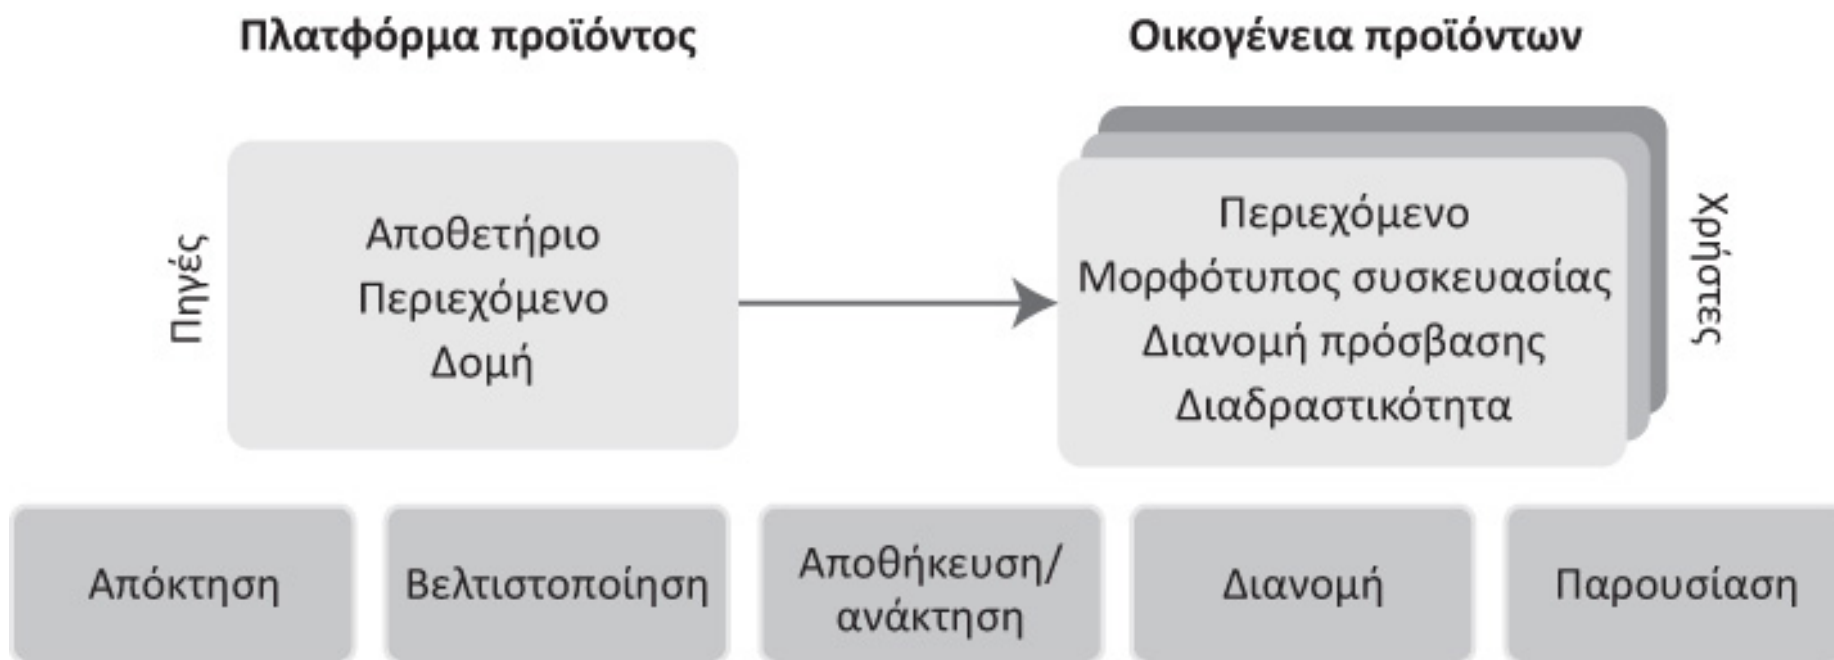 Πλατφόρμα προϊόντος
Οικογένεια προϊόντων
Πηγές
Αποθετήριο
Περιεχόμενο
Δομή
Περιεχόμενο
Μορφότυπος συσκευασίας
Διανομή πρόσβασης
Διαδραστικότητα
Χρήστες
Απόκτηση
Βελτιστοποίηση
Αποθήκευση/
ανάκτηση
Διανομή
Παρουσίαση